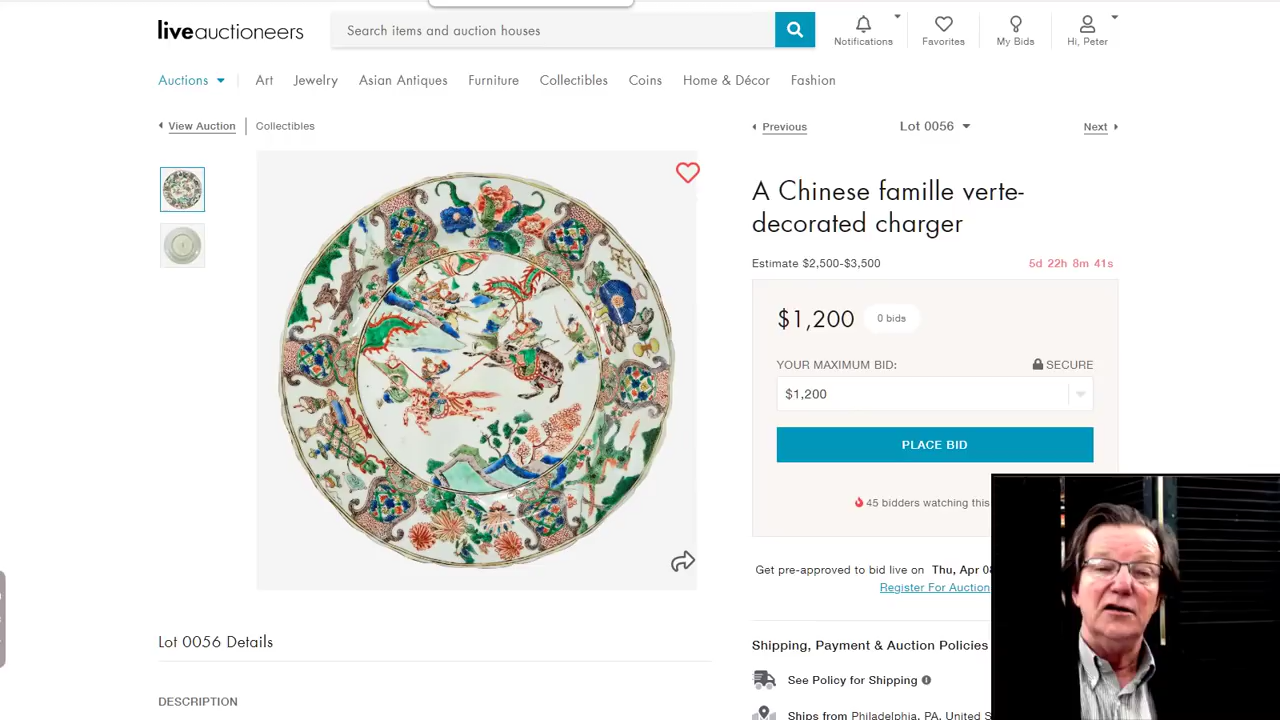 liveauctioneers
Search items and auction houses
Notifications
Favorites
My Bids
Hi, Peter
Auctions
Art
Jewelry
Asian Antiques
Furniture
Collectibles
Coins
Home & Décor
Fashion
View Auction
Collectibles
Previous
Lot 0056
Next
A Chinese famille verte-
decorated charger
Estimate $2,500-$3,500
5d 22h 8m 41s
$1,200
0 bids
YOUR MAXIMUM BID:
SECURE
$1,200
PLACE BID
45 bidders watching this
Get pre-approved to bid live on Thu, Apr
Register For Auction
Lot 0056 Details
Shipping, Payment & Auction Policies
See Policy for Shipping
DESCRIPTION
Ships from Philadelphia, PA, United S